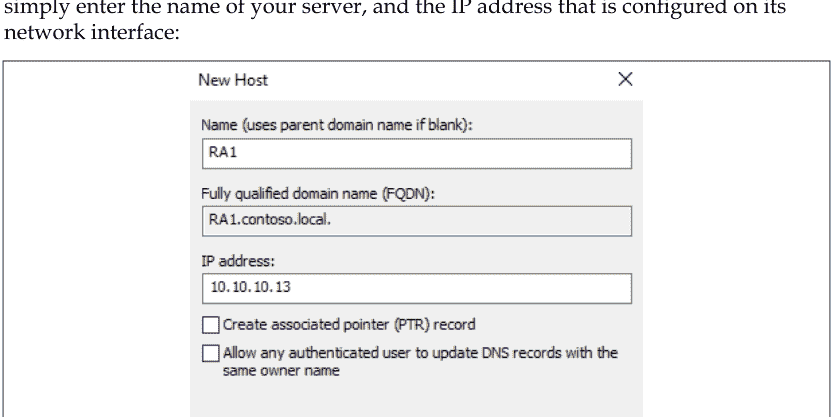 simply enter the name of your server, and the IP address that is configured on its
network interface:
New Host
Name (uses parent domain name if blank):
RA1
Fully qualified domain name (FQDN):
RA1.contoso.local.
IP address:
10.10.10.13
Create associated pointer (PTR) record
Allow any authenticated user to update DNS records with the
same owner name